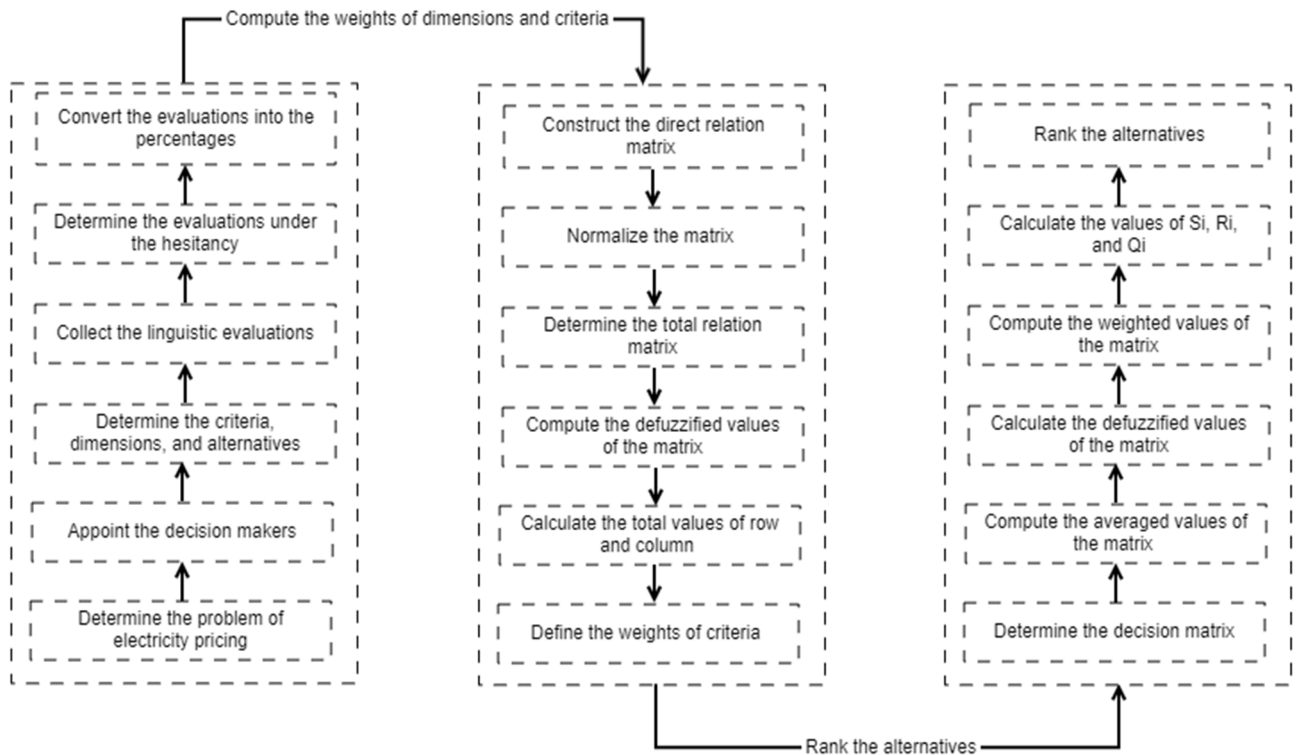 Compute the weights of dimensions and criteria
Convert the evaluations into the
percentages
Determine the evaluations under
the hesitancy
Collect the linguistic evaluations
Determine the criteria,
dimensions, and alternatives
Appoint the decision makers
Determine the problem of
electricity pricing
Construct the direct relation
matrix
Normalize the matrix
Determine the total relation
matrix
Compute the defuzzified values
of the matrix
Calculate the total values of row
and column
Define the weights of criteria
Rank the alternatives
Calculate the values of Si, Ri,
and Qi
Compute the weighted values of
the matrix
Calculate the defuzzified values
of the matrix
Compute the averaged values of
the matrix
Determine the decision matrix
Rank the alternatives